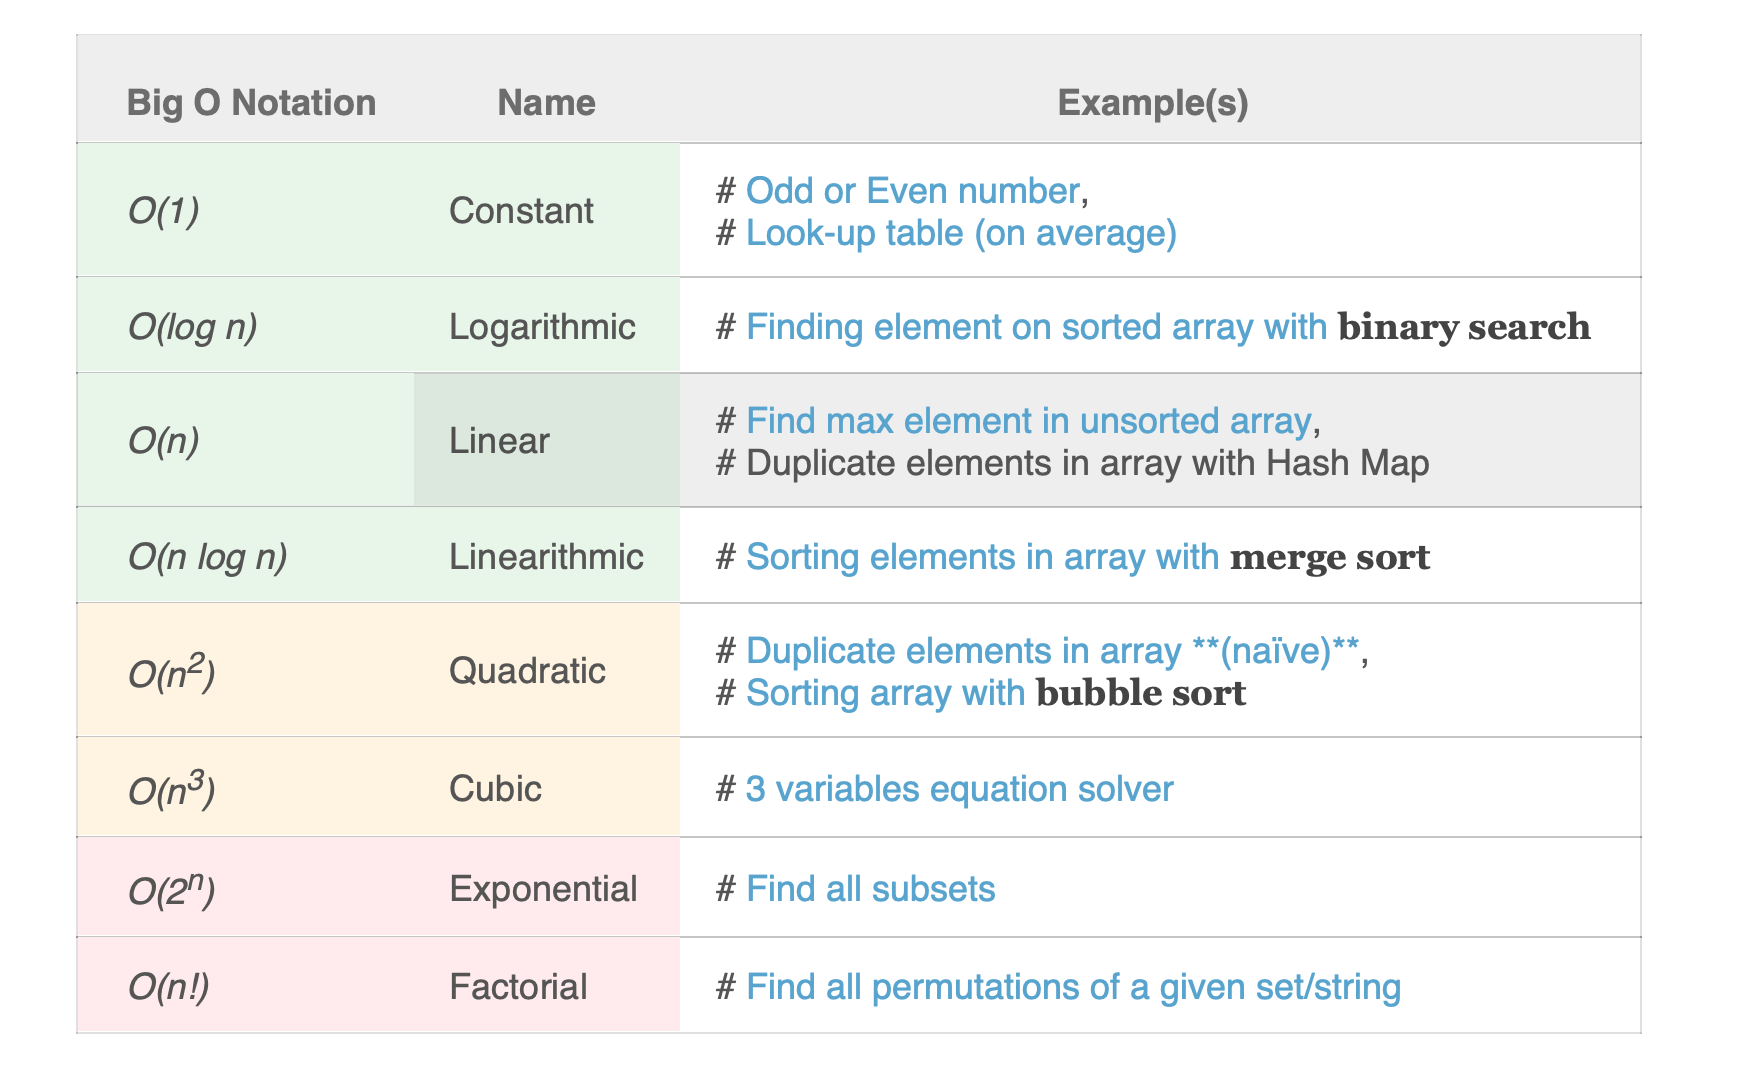 Big O Notation Name Example(s)
O(1) Constant # Odd or Even number,
# Look-up table (on average)
O(log n) Logarithmic # Finding element on sorted array with binary search
O(n) Linear # Find max element in unsorted array,
# Duplicate elements in array with Hash Map
O(n log n) Linearithmic # Sorting elements in array with merge sort
O(n²) Quadratic # Duplicate elements in array **(naïve)**,
# Sorting array with bubble sort
O(n³) Cubic # 3 variables equation solver
O(2ⁿ) Exponential # Find all subsets
O(n!) Factorial # Find all permutations of a given set/string